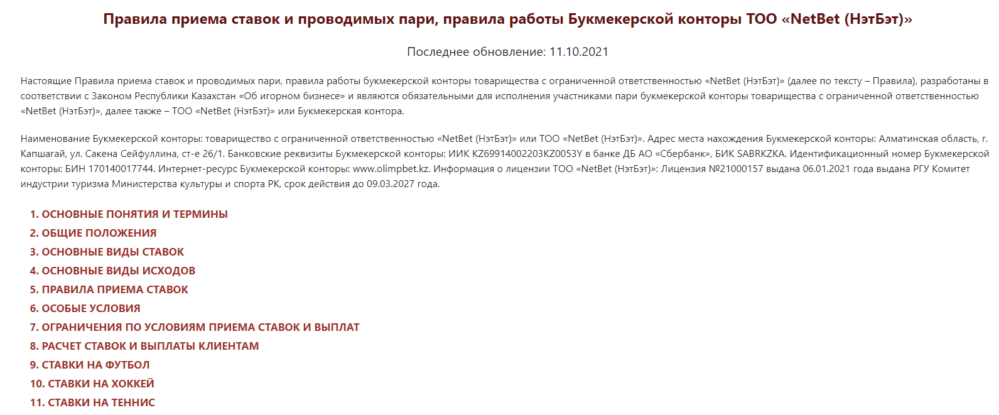 Правила приема ставок и проводимых пари, правила работы Букмекерской конторы ТОО «NetBet (НэтБэт)»
Последнее обновление: 11.10.2021
Настоящие Правила приема ставок и проводимых пари, правила работы букмекерской конторы товарищества с ограниченной ответственностью «NetBet (НэтБэт)» (далее по тексту – Правила), разработаны в
соответствии с Законом Республики Казахстан «Об игорном бизнесе» и являются обязательными для исполнения участниками пари букмекерской конторы товарищества с ограниченной ответственностью
«NetBet (НэтБэт)», далее также – ТОО «NetBet (НэтБэт)» или Букмекерская контора.
Наименование Букмекерской конторы: товарищество с ограниченной ответственностью «NetBet (НэтБэт)» или ТОО «NetBet (НэтБэт)». Адрес места нахождения Букмекерской конторы: Алматинская область, г.
Капшагай, ул. Сакена Сейфуллина, ст-е 26/1. Банковские реквизиты Букмекерской конторы: ИИК KZ69914002203KZ0053Y в банке ДБ АО «Сбербанк», БИК SABRKZKA. Идентификационный номер Букмекерской
конторы: БИН 170140017744. Интернет-ресурс Букмекерской конторы: www.olimpbet.kz. Информация о лицензии ТОО «NetBet (НэтБэт)»: Лицензия №21000157 выдана 06.01.2021 года выдана РГУ Комитет
индустрии туризма Министерства культуры и спорта РК, срок действия до 09.03.2027 года.
1. ОСНОВНЫЕ ПОНЯТИЯ И ТЕРМИНЫ
2. ОБЩИЕ ПОЛОЖЕНИЯ
3. ОСНОВНЫЕ ВИДЫ СТАВОК
4. ОСНОВНЫЕ ВИДЫ ИСХОДОВ
5. ПРАВИЛА ПРИЕМА СТАВОК
6. ОСОБЫЕ УСЛОВИЯ
7. ОГРАНИЧЕНИЯ ПО УСЛОВИЯМ ПРИЕМА СТАВОК И ВЫПЛАТ
8. РАСЧЕТ СТАВОК И ВЫПЛАТЫ КЛИЕНТАМ
9. СТАВКИ НА ФУТБОЛ
10. СТАВКИ НА ХОККЕЙ
11. СТАВКИ НА ТЕННИС